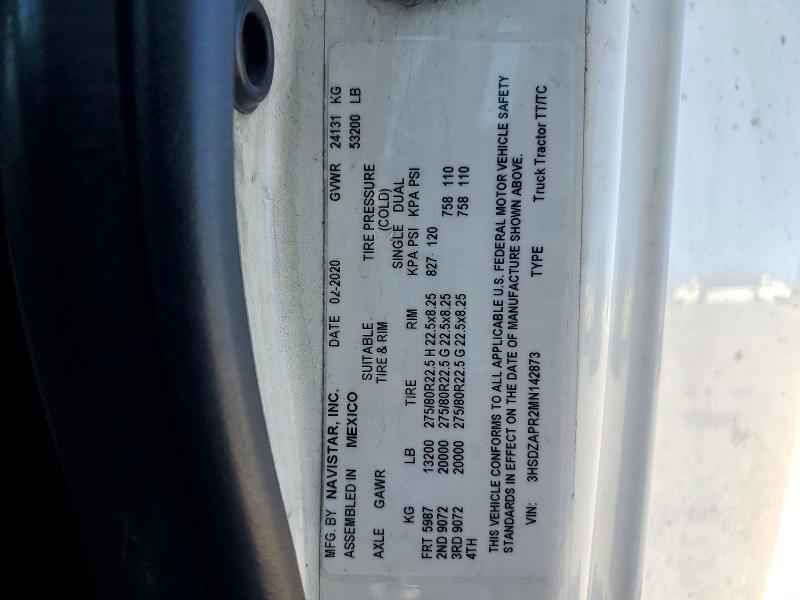 MFG. BY NAVISTAR, INC. DATE 02-2020 GVWR 24131 KG
ASSEMBLED IN MEXICO 53200 LB
SUITABLE TIRE PRESSURE
AXLE GAWR TIRE & RIM (COLD)
SINGLE DUAL
KG LB TIRE RIM KPA PSI KPA PSI
FRT 5987 13200 275/80R22.5 H 22.5x8.25 827 120
2ND 9072 20000 275/80R22.5 G 22.5x8.25 758 110
3RD 9072 20000 275/80R22.5 G 22.5x8.25 758 110
4TH
THIS VEHICLE CONFORMS TO ALL APPLICABLE U.S. FEDERAL MOTOR VEHICLE SAFETY
STANDARDS IN EFFECT ON THE DATE OF MANUFACTURE SHOWN ABOVE.
VIN: 3HSDZAPR2MN142873 TYPE Truck Tractor TT/TC